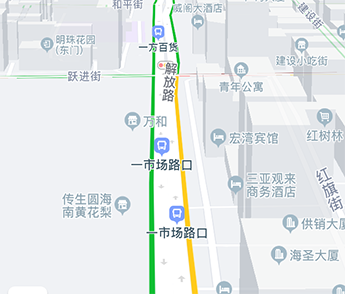 和平街
威阁大酒店
明珠花园
(东门)
一方百货
建设街
建设小吃街
跃进街
解放路
青年公寓
万和
宏湾宾馆
红树林
一市场路口
三亚观来
商务酒店
红旗街
传生圆海
南黄花梨
一市场路口
供销大厦
海圣大厦